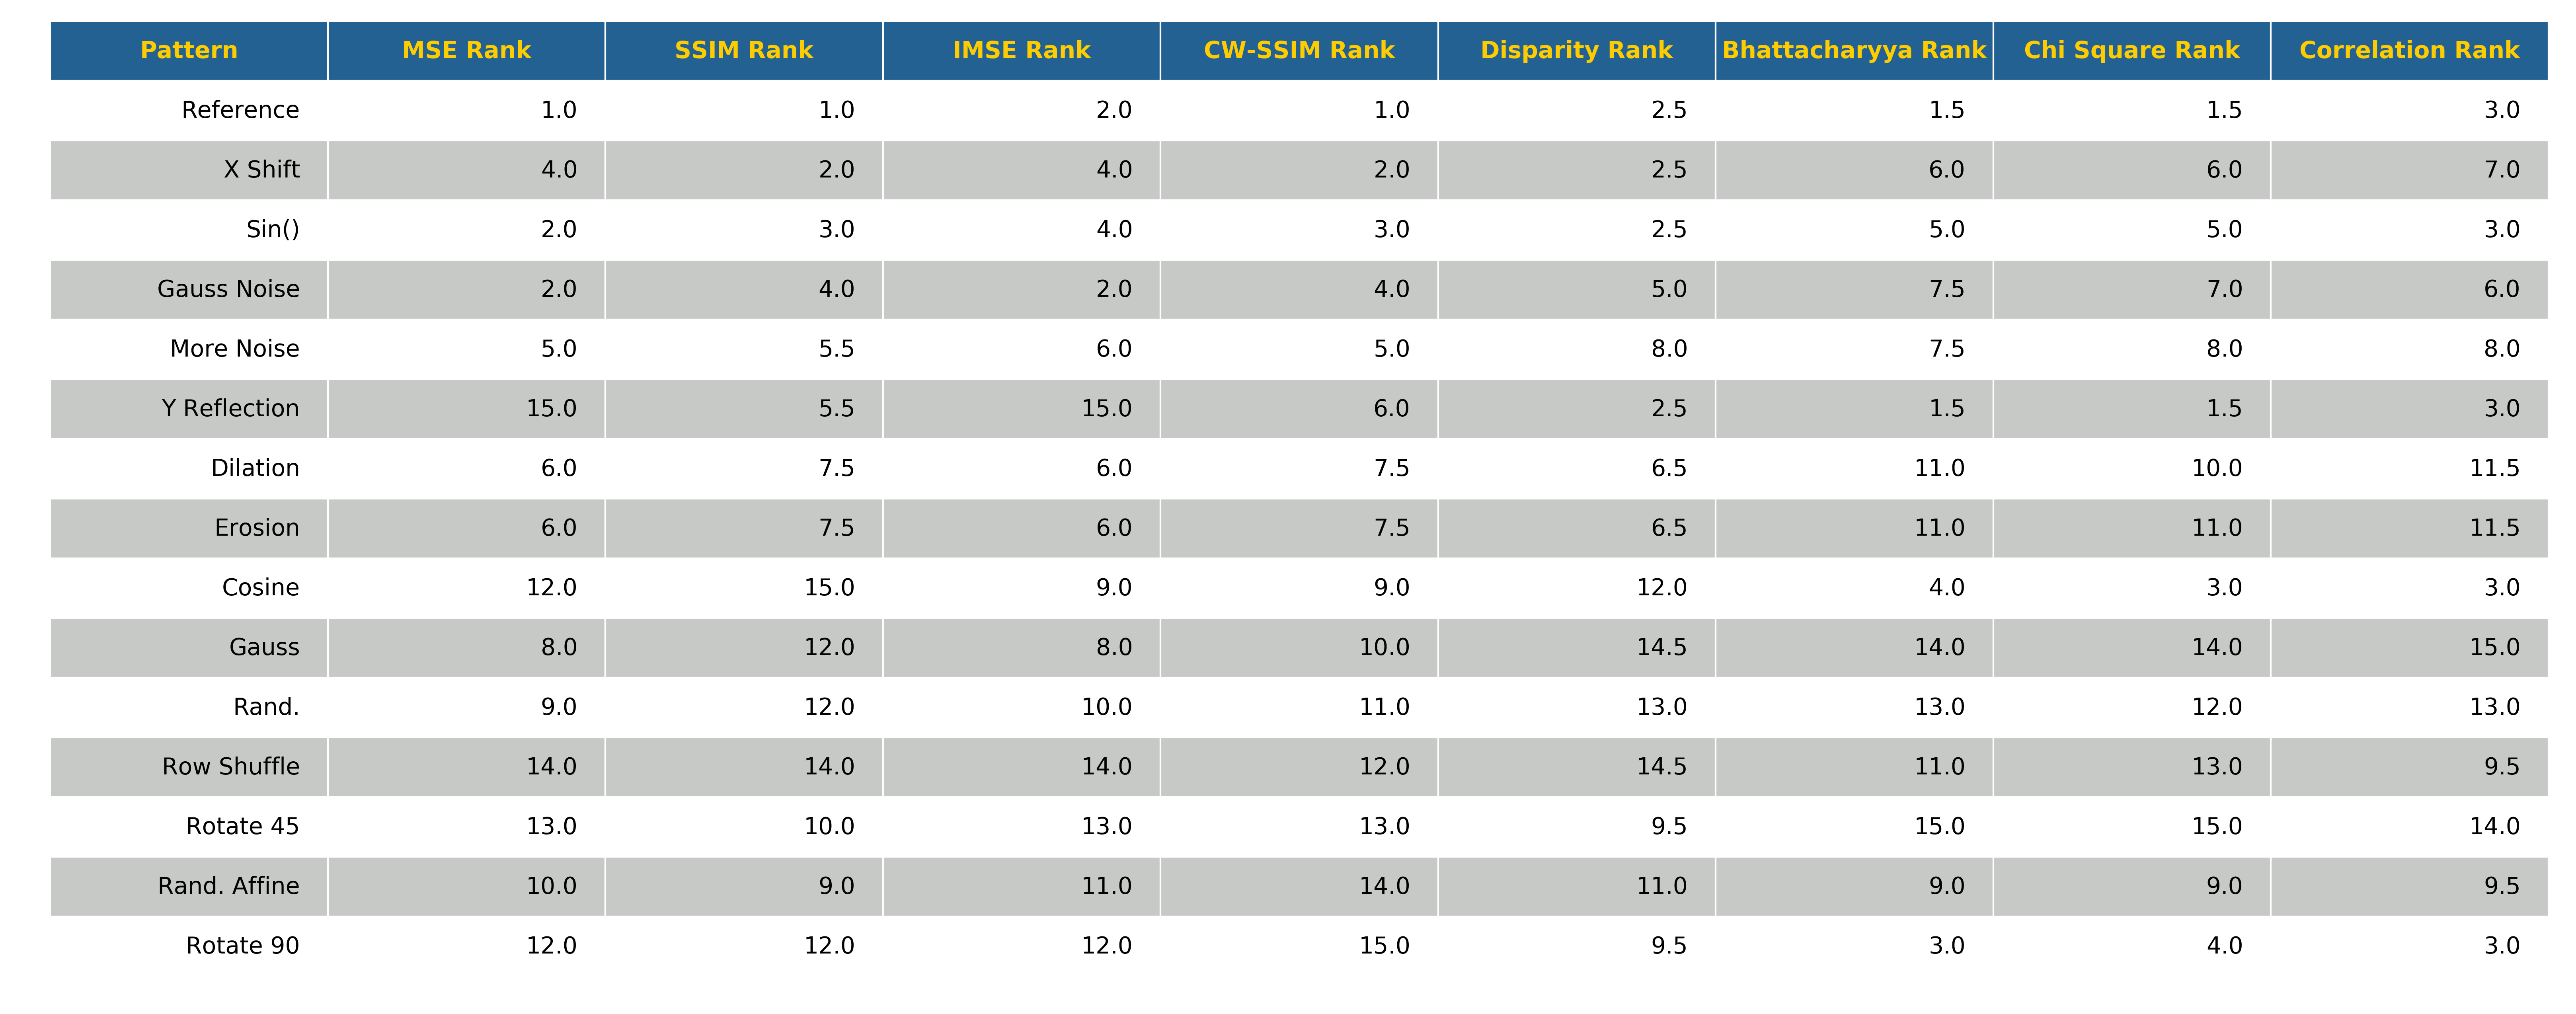 Pattern MSE Rank SSIM Rank IMSE Rank CW-SSIM Rank Disparity Rank Bhattacharyya Rank Chi Square Rank Correlation Rank
Reference 1.0 1.0 2.0 1.0 2.5 1.5 1.5 3.0
X Shift 4.0 2.0 4.0 2.0 2.5 6.0 6.0 7.0
Sin() 2.0 3.0 4.0 3.0 2.5 5.0 5.0 3.0
Gauss Noise 2.0 4.0 2.0 4.0 5.0 7.5 7.0 6.0
More Noise 5.0 5.5 6.0 5.0 8.0 7.5 8.0 8.0
Y Reflection 15.0 5.5 15.0 6.0 2.5 1.5 1.5 3.0
Dilation 6.0 7.5 6.0 7.5 6.5 11.0 10.0 11.5
Erosion 6.0 7.5 6.0 7.5 6.5 11.0 11.0 11.5
Cosine 12.0 15.0 9.0 9.0 12.0 4.0 3.0 3.0
Gauss 8.0 12.0 8.0 10.0 14.5 14.0 14.0 15.0
Rand. 9.0 12.0 10.0 11.0 13.0 13.0 12.0 13.0
Row Shuffle 14.0 14.0 14.0 12.0 14.5 11.0 13.0 9.5
Rotate 45 13.0 10.0 13.0 13.0 9.5 15.0 15.0 14.0
Rand. Affine 10.0 9.0 11.0 14.0 11.0 9.0 9.0 9.5
Rotate 90 12.0 12.0 12.0 15.0 9.5 3.0 4.0 3.0